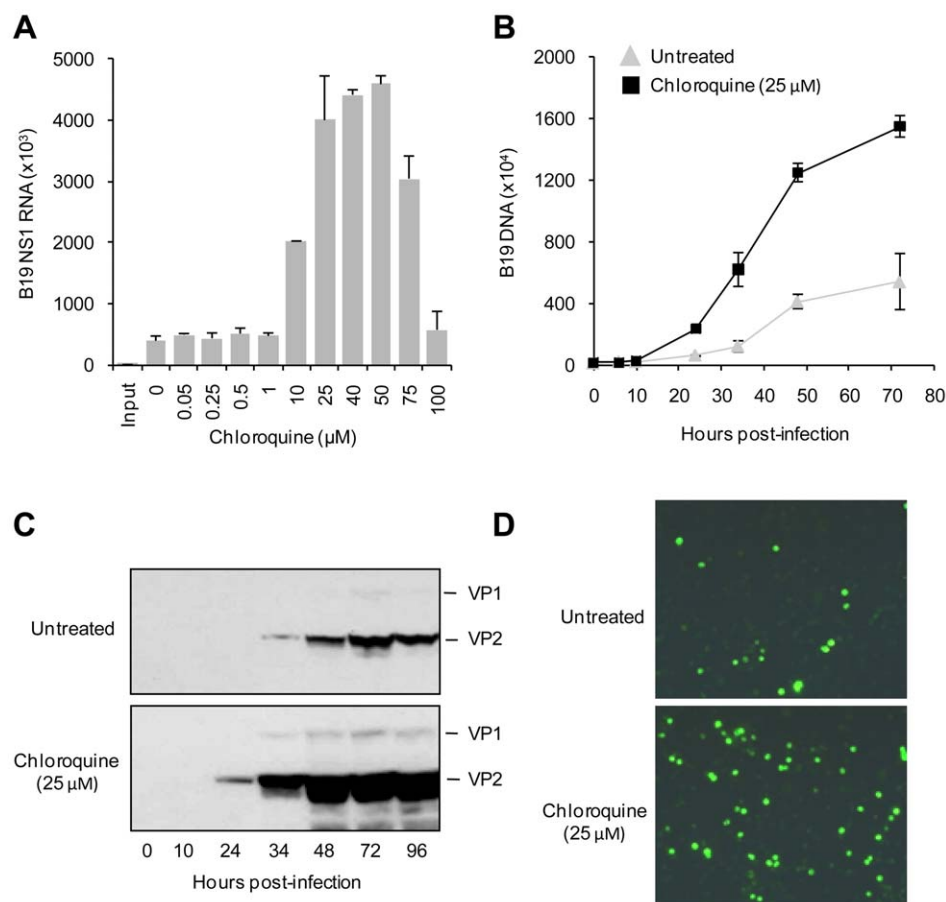 A
B19 NS1 RNA (x10³)
5000
4000
3000
2000
1000
0
Input
0
0.05
0.25
0.5
1
10
25
40
50
75
100
Chloroquine (µM)
B
Untreated
Chloroquine (25 µM)
B19 DNA (x10⁴)
2000
1600
1200
800
400
0
0 10 20 30 40 50 60 70 80
Hours post-infection
C
Untreated
VP1
VP2
Chloroquine
(25 µM)
VP1
VP2
0 10 24 34 48 72 96
Hours post-infection
D
Untreated
Chloroquine
(25 µM)